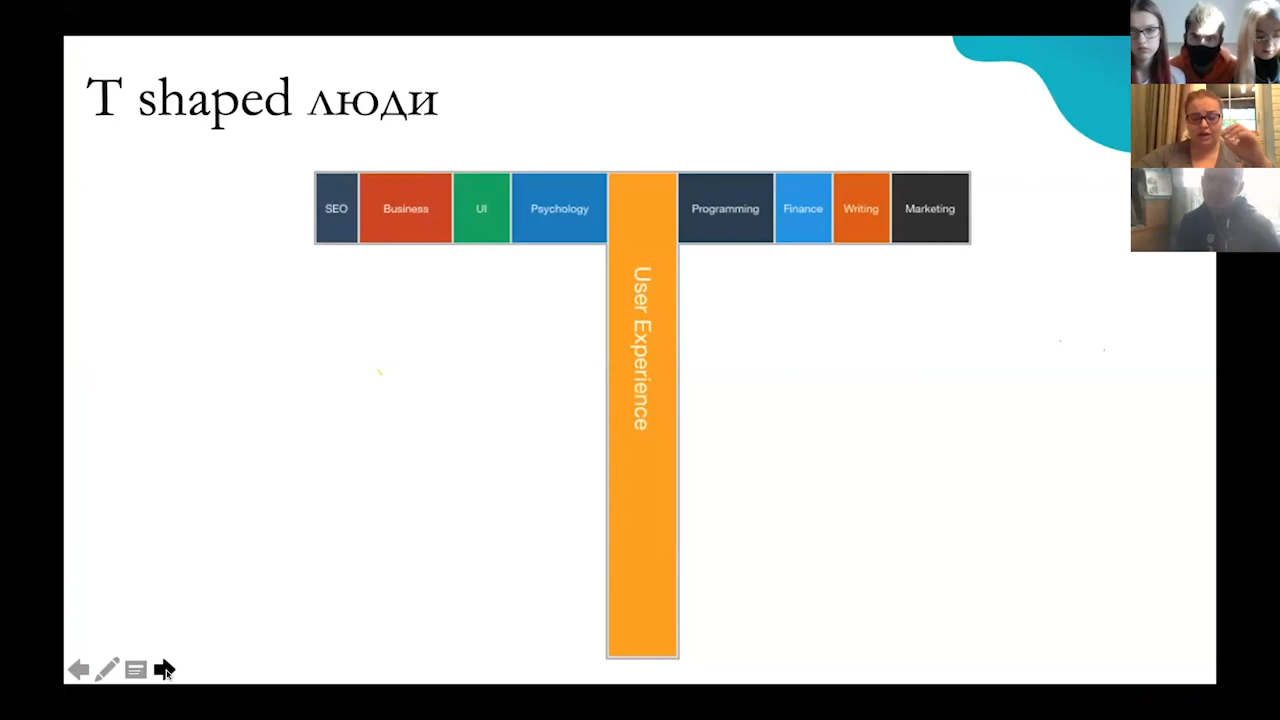 T shaped люди
SEO Business UI Psychology Programming Finance Writing Marketing
User Experience